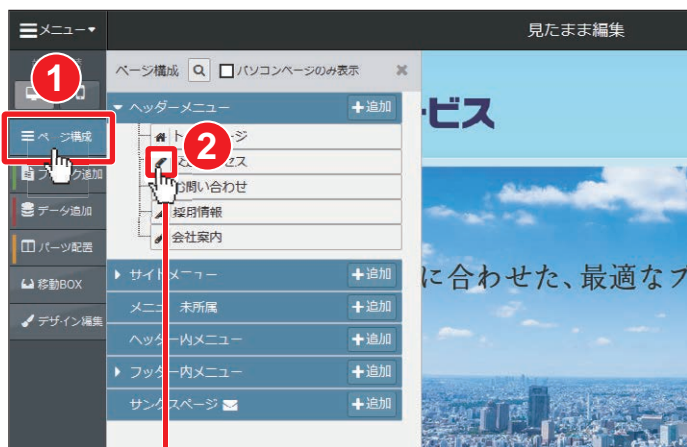 メニュー
見たまま編集
1
ページ構成
パソコンページのみ表示
ヘッダーメニュー
追加
ページ構成
ト ージ
2
セス
お問い合わせ
採用情報
会社案内
ブ ク追加
データ追加
パーツ配置
移動BOX
デザイン編集
サイトメニュー
追加
メニュー未所属
追加
ヘッダー内メニュー
追加
フッター内メニュー
追加
サンクスページ
追加
ービス
に合わせた、最適なフ